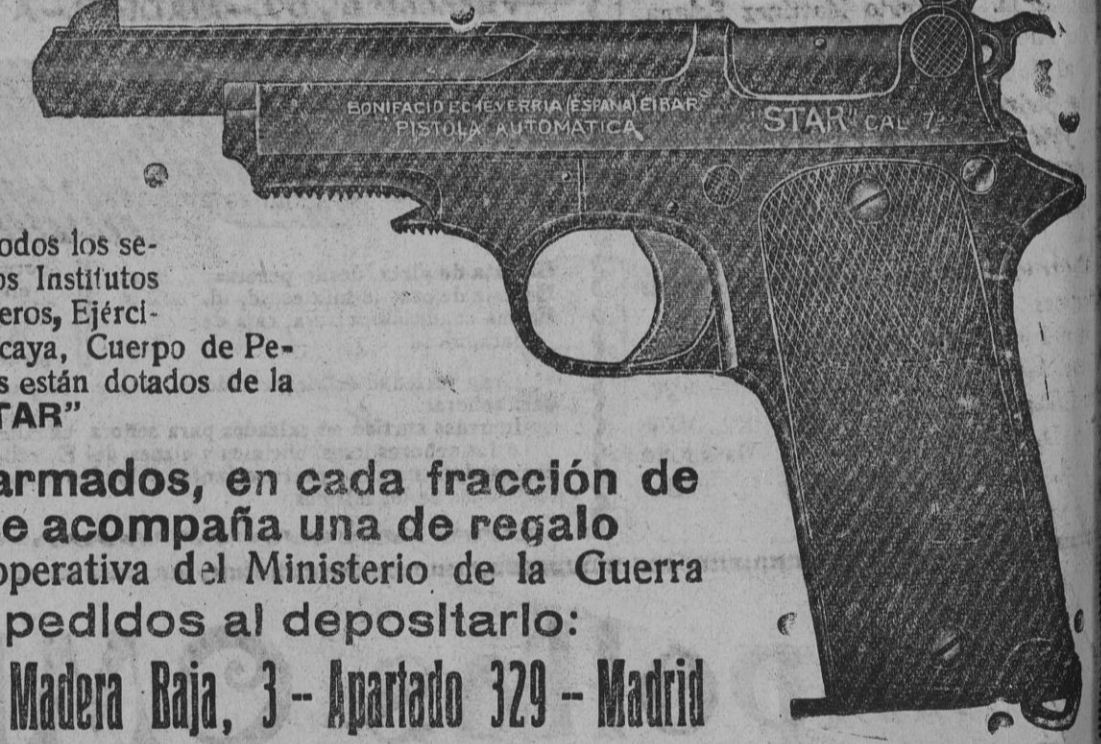 BONIFACIO ECHEVERRIA (ESPAÑA) EIBAR
PISTOLA AUTOMATICA
"STAR" CAL
odos los se-
os Institutos
eros, Ejérci-
caya, Cuerpo de Pe-
s están dotados de la
TAR"
armados, en cada fracción de
e acompaña una de regalo
operativa del Ministerio de la Guerra
pedidos al depositario:
Madera Baja, 3 -- Apartado 329 -- Madrid